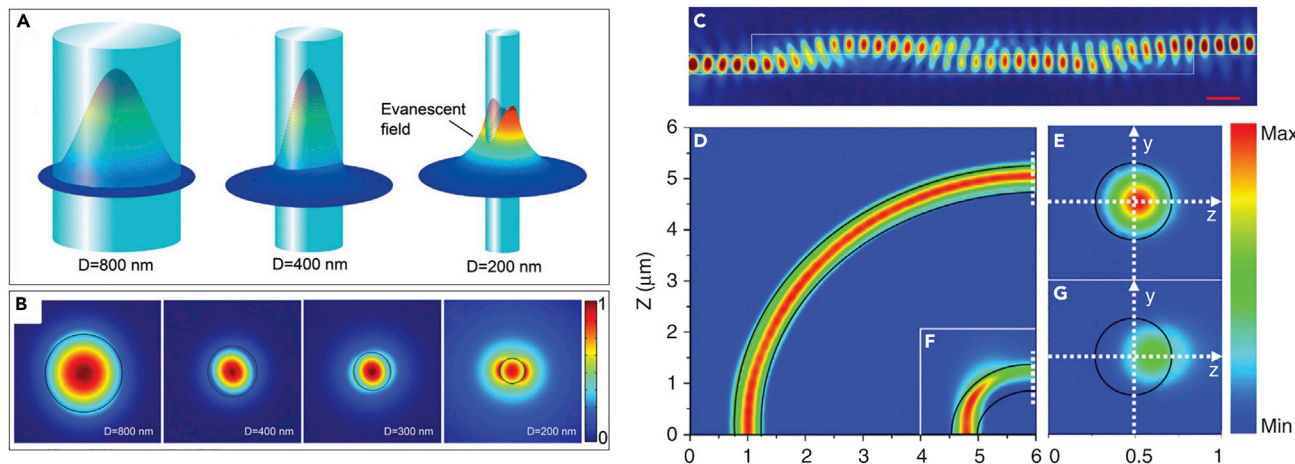 A
Evanescent
field
D=800 nm
D=400 nm
D=200 nm
B
D=800 nm
D=400 nm
D=300 nm
D=200 nm
1
0
C
D
Z (μm)
6
5
4
3
2
1
0
0 1 2 3 4 5 6
F
E
y
z
G
y
z
0 0.5 1
Max
Min